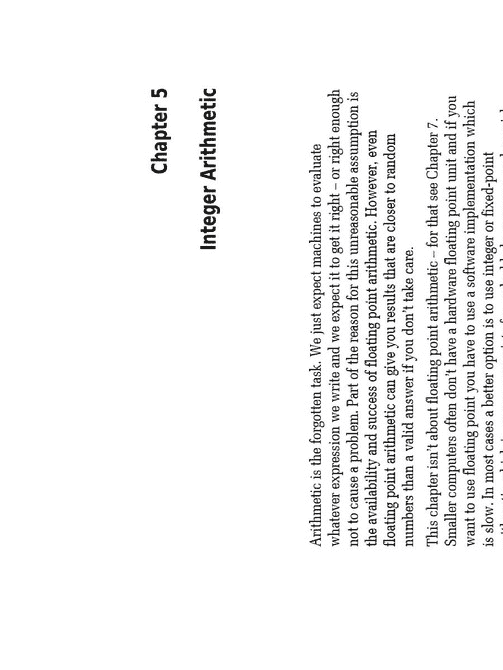 Chapter 5
Integer Arithmetic
Arithmetic is the forgotten task. We just expect machines to evaluate
whatever expression we write and we expect it to get it right – or right enough
not to cause a problem. Part of the reason for this unreasonable assumption is
the availability and success of floating point arithmetic. However, even
floating point arithmetic can give you results that are closer to random
numbers than a valid answer if you don't take care.
This chapter isn't about floating point arithmetic – for that see Chapter 7.
Smaller computers often don't have a hardware floating point unit and if you
want to use floating point you have to use a software implementation which
is slow. In most cases a better option is to use integer or fixed-point